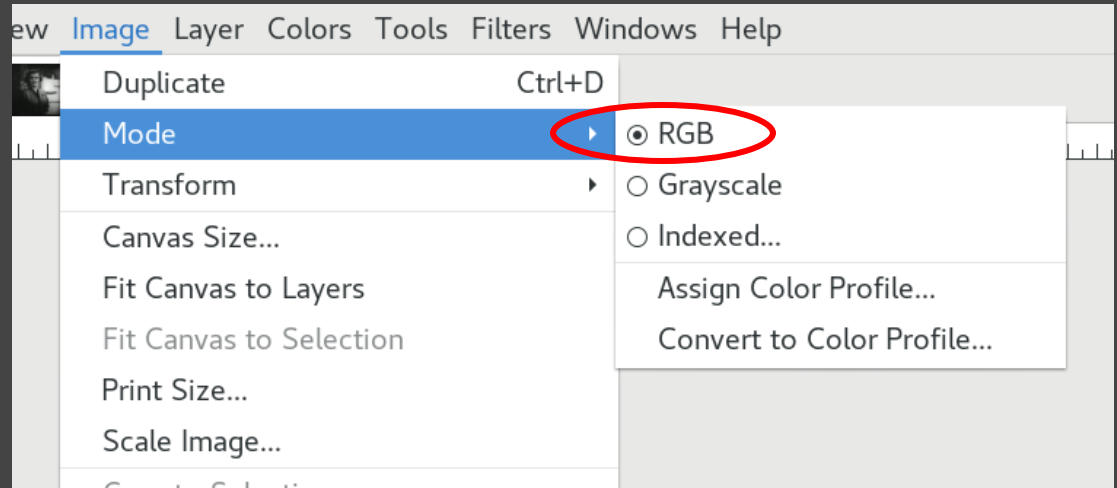 ew Image Layer Colors Tools Filters Windows Help
Duplicate Ctrl+D
Mode
RGB
Transform
Grayscale
Canvas Size...
Indexed...
Fit Canvas to Layers
Assign Color Profile...
Fit Canvas to Selection
Convert to Color Profile...
Print Size...
Scale Image...